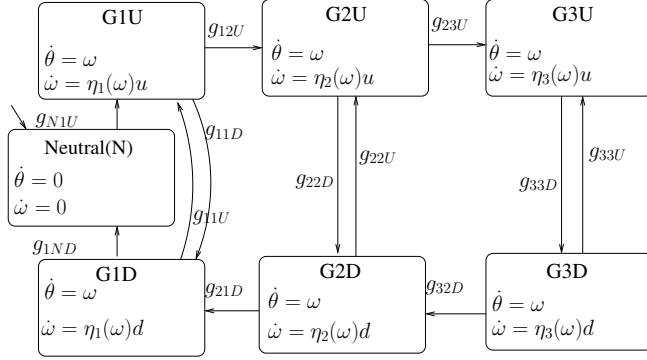 G1U
θ̇ = ω
ω̇ = η₁(ω)u
g₁₂U
G2U
θ̇ = ω
ω̇ = η₂(ω)u
g₂₃U
G3U
θ̇ = ω
ω̇ = η₃(ω)u
g_N1U
g₁₁D
Neutral(N)
θ̇ = 0
ω̇ = 0
g₁₁U
g₂₂D
g₂₂U
g₃₃D
g₃₃U
g₁ND
G1D
θ̇ = ω
ω̇ = η₁(ω)d
g₂₁D
G2D
θ̇ = ω
ω̇ = η₂(ω)d
g₃₂D
G3D
θ̇ = ω
ω̇ = η₃(ω)d